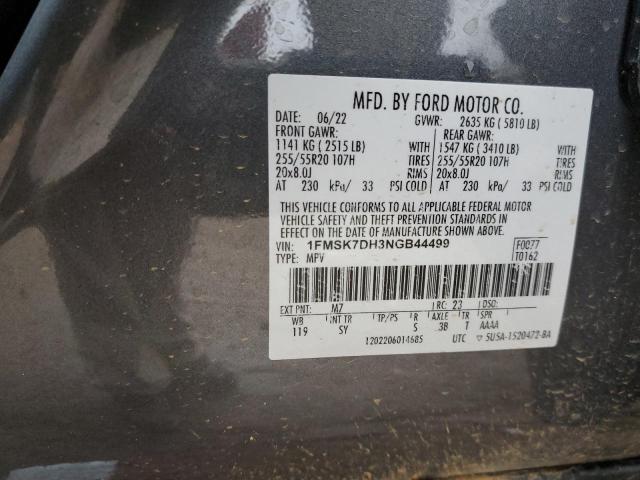 MFD. BY FORD MOTOR CO.
DATE: 06/22 GVWR: 2635 KG ( 5810 LB)
FRONT GAWR: REAR GAWR:
1141 KG ( 2515 LB) WITH 1547 KG ( 3410 LB) WITH
255/55R20 107H TIRES 255/55R20 107H TIRES
20x8.0J RIMS 20x8.0J RIMS
AT 230 kPa/ 33 PSI COLD AT 230 kPa/ 33 PSI COLD
THIS VEHICLE CONFORMS TO ALL APPLICABLE FEDERAL MOTOR
VEHICLE SAFETY AND THEFT PREVENTION STANDARDS IN
EFFECT ON THE DATE OF MANUFACTURE SHOWN ABOVE.
VIN: 1FMSK7DH3NGB44499 F0077
TYPE: MPV T0162
EXT PNT: M7 RC: 23 DSO:
WB INT TR TP/PS R AXLE TR SPR
119 SY S 3B T AAAA
1202206014685 UTC ▽ 5USA-1520472-BA